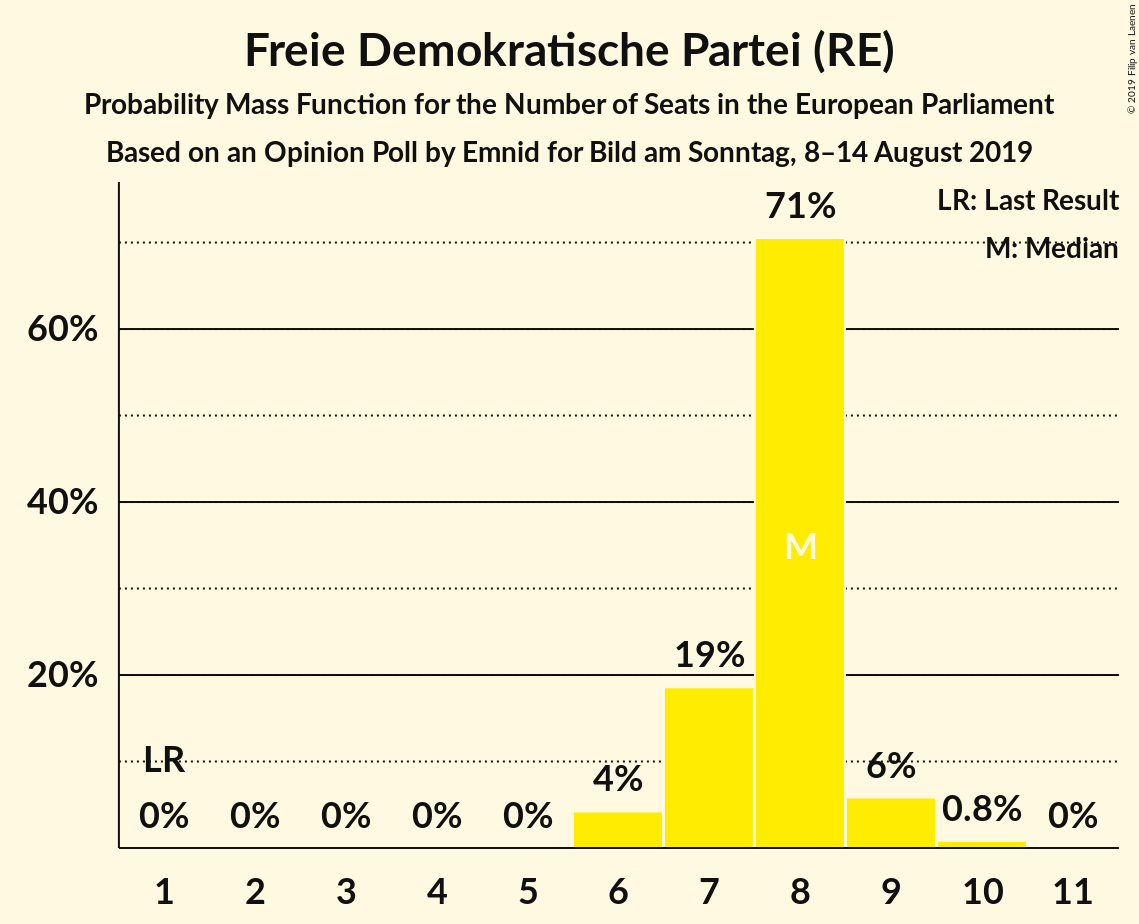 Freie Demokratische Partei (RE)
Probability Mass Function for the Number of Seats in the European Parliament
Based on an Opinion Poll by Emnid for Bild am Sonntag, 8–14 August 2019
© 2019 Filip van Laenen
LR: Last Result
M: Median
71%
60%
40%
M
19%
20%
LR
4%
6%
0%
0%
0%
0%
0%
0.8%
0%
1 2 3 4 5 6 7 8 9 10 11